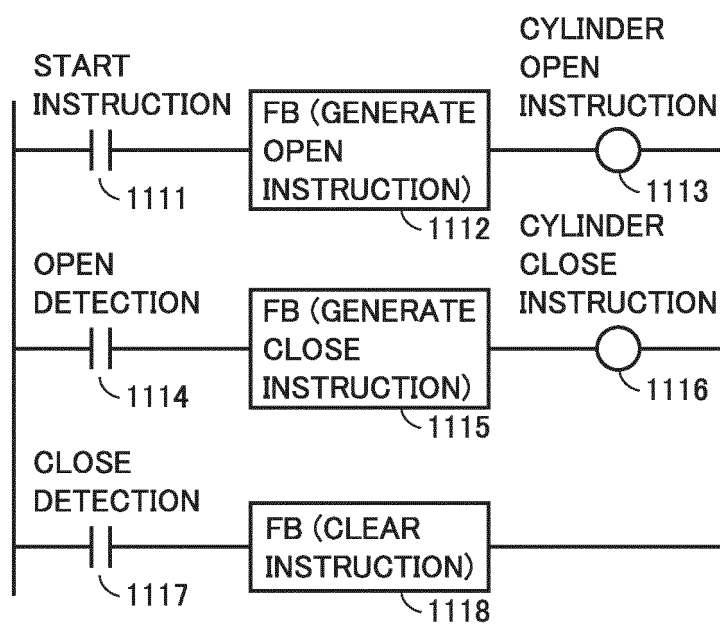 START
INSTRUCTION
FB (GENERATE
OPEN
INSTRUCTION)
CYLINDER
OPEN
INSTRUCTION
1111
1112
1113
OPEN
DETECTION
FB (GENERATE
CLOSE
INSTRUCTION)
CYLINDER
CLOSE
INSTRUCTION
1114
1115
1116
CLOSE
DETECTION
FB (CLEAR
INSTRUCTION)
1117
1118